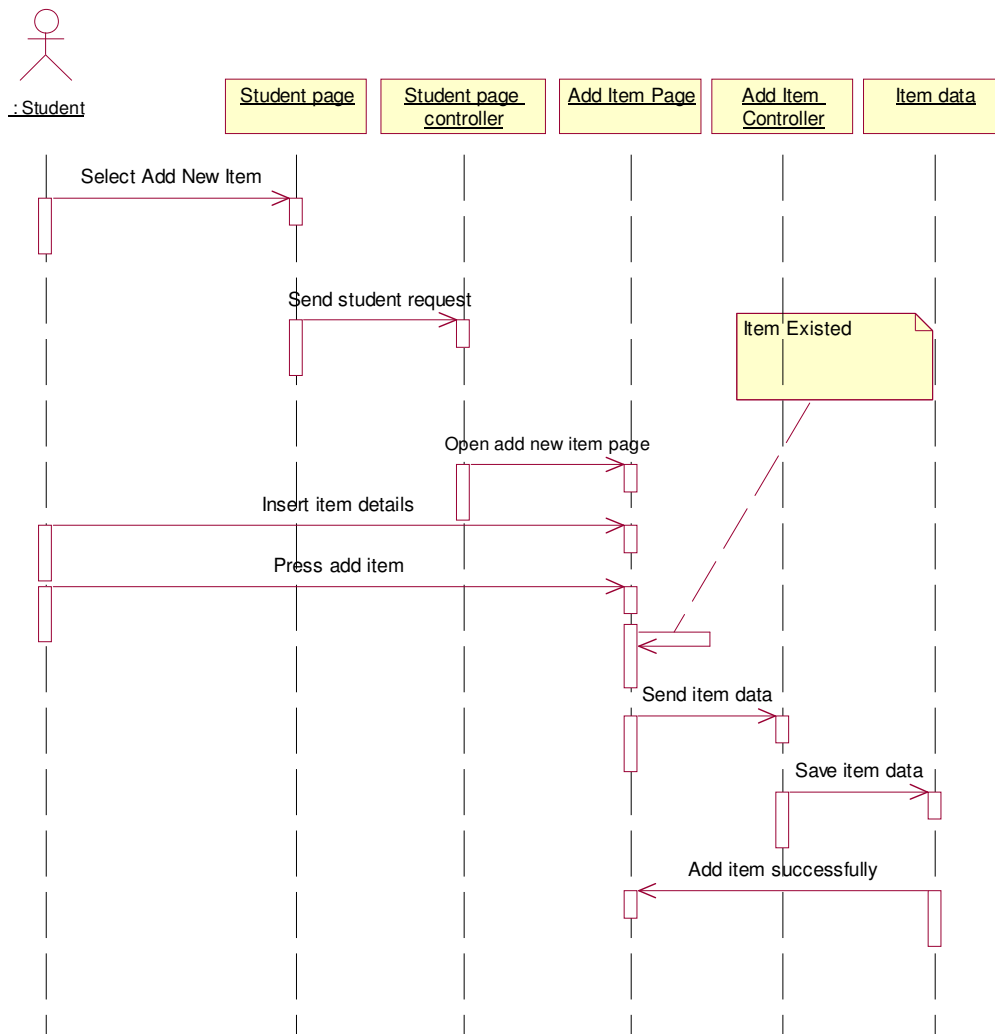 : Student
Student page
Student page
controller
Add Item Page
Add Item
Controller
Item data
Select Add New Item
Send student request
Item Existed
Open add new item page
Insert item details
Press add item
Send item data
Save item data
Add item successfully